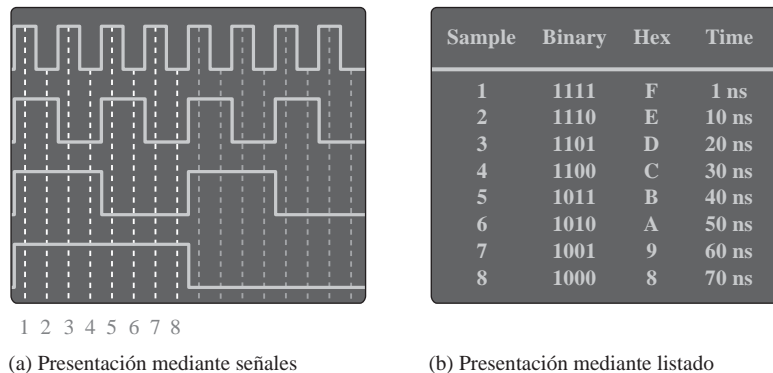 Sample Binary Hex Time
1 1111 F 1 ns
2 1110 E 10 ns
3 1101 D 20 ns
4 1100 C 30 ns
5 1011 B 40 ns
6 1010 A 50 ns
7 1001 9 60 ns
8 1000 8 70 ns
1 2 3 4 5 6 7 8
(a) Presentación mediante señales
(b) Presentación mediante listado